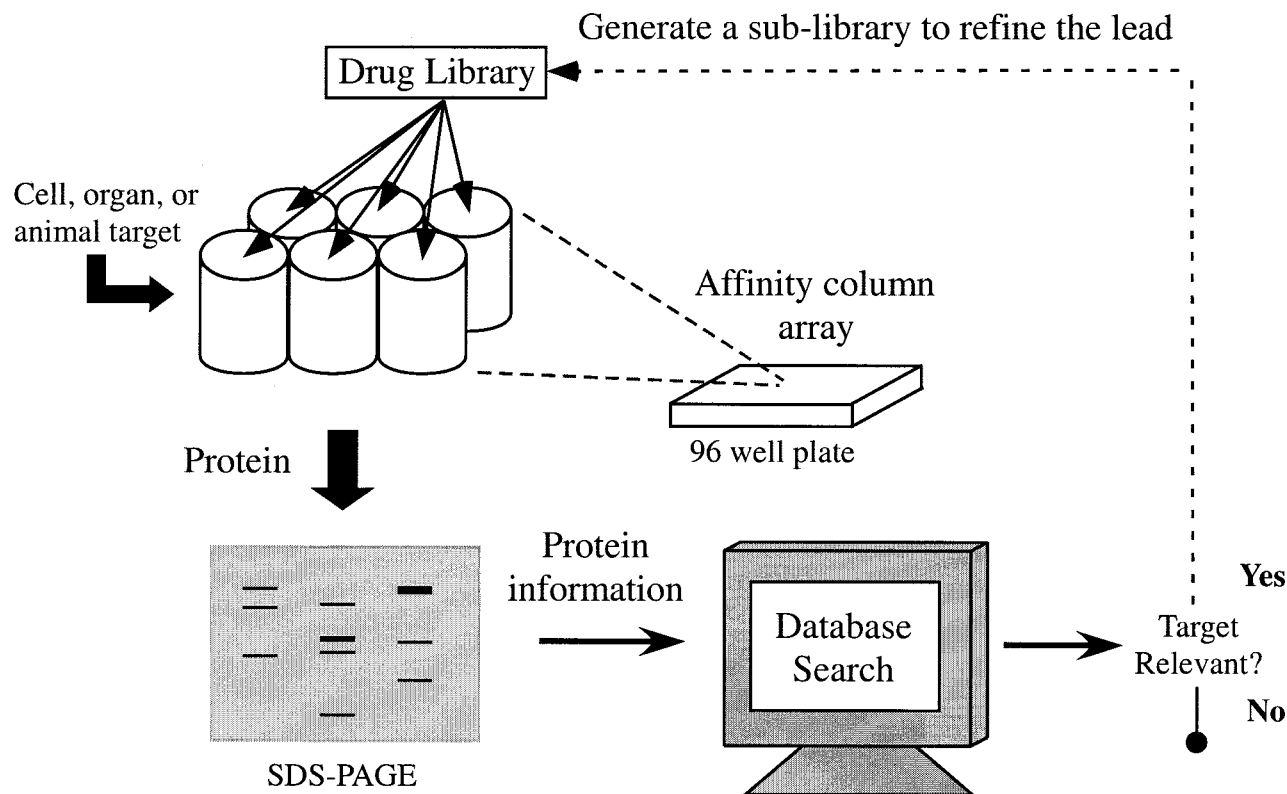 Generate a sub-library to refine the lead
Drug Library
Cell, organ, or
animal target
Affinity column
array
96 well plate
Protein
Protein
information
Database
Search
Yes
Target
Relevant?
No
SDS-PAGE